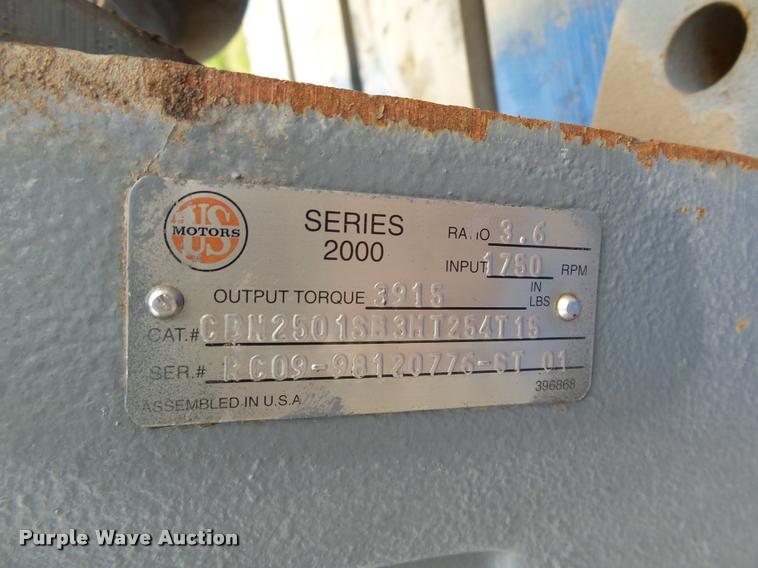 US
MOTORS
SERIES
2000
RATIO 3.6
INPUT 1750 RPM
OUTPUT TORQUE 3915 IN LBS
CAT.# CBN2501SB3HT254T15
SER.# RC09-98120776-GT 01
396868
ASSEMBLED IN U.S.A
Purple Wave Auction